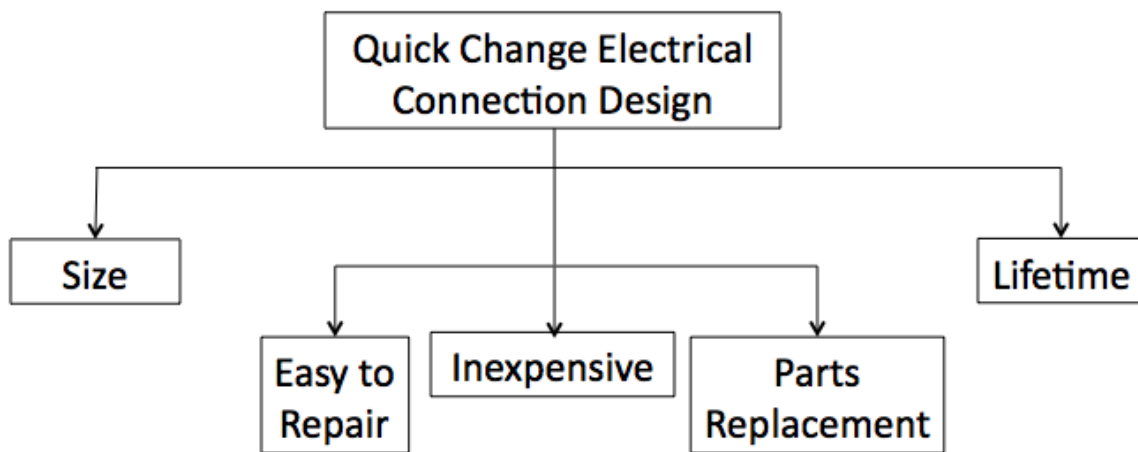 Quick Change Electrical
Connection Design
Size
Lifetime
Easy to
Repair
Inexpensive
Parts
Replacement